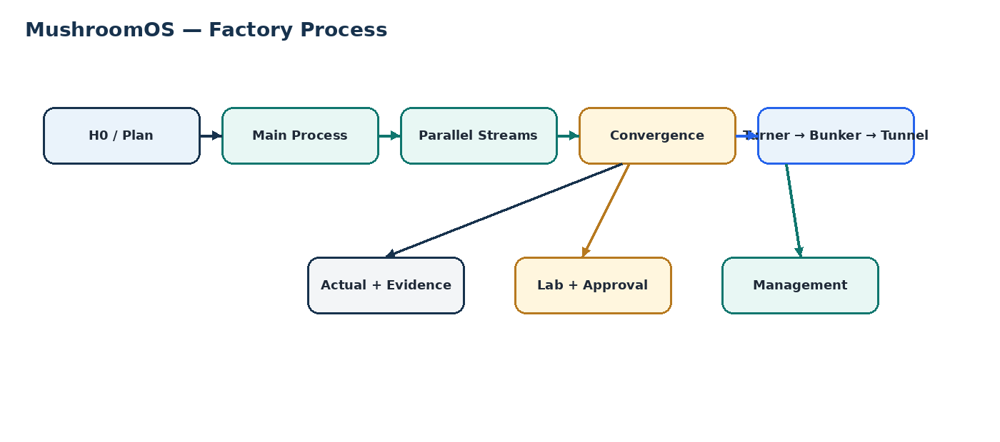 MushroomOS — Factory Process
H0 / Plan
Main Process
Parallel Streams
Convergence
Turner → Bunker → Tunnel
Actual + Evidence
Lab + Approval
Management